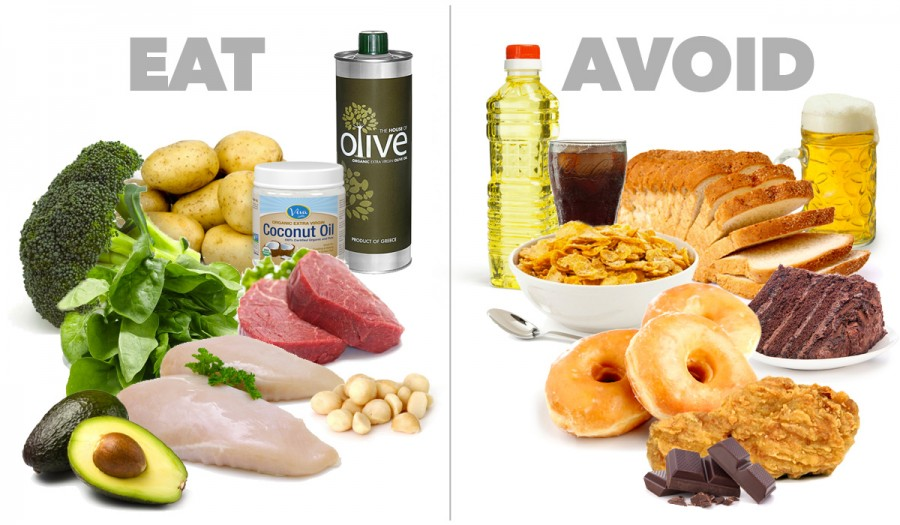 EAT
THE HOUSE OF
olive
ORGANIC EXTRA VIRGIN OLIVE OIL
PRODUCT OF GREECE
Viva
ORGANIC EXTRA VIRGIN
Coconut Oil
AVOID